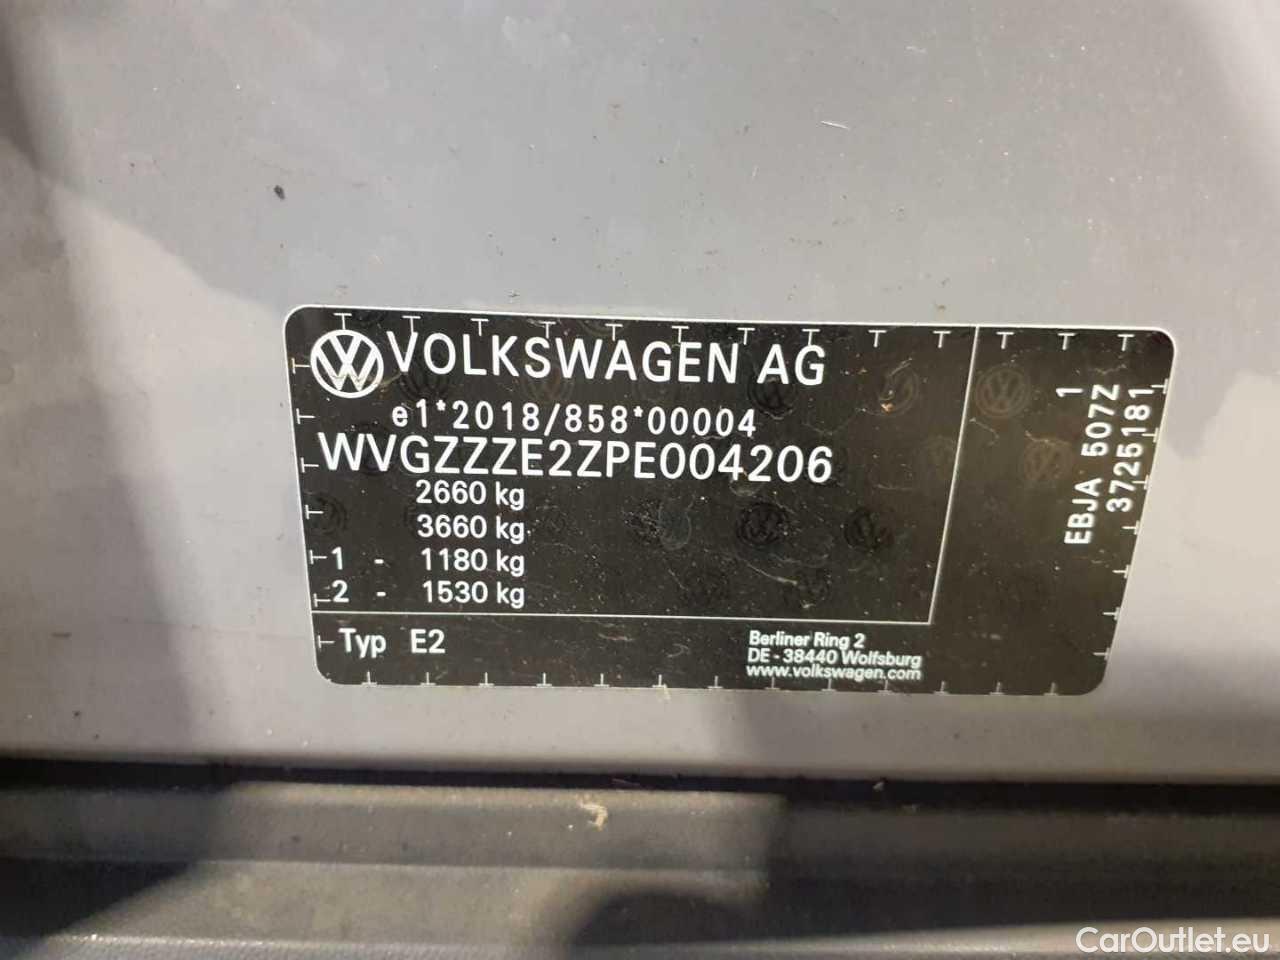 VOLKSWAGEN AG
e1*2018/858*00004
WVGZZZE2ZPE004206
2660 kg
3660 kg
1 - 1180 kg
2 - 1530 kg
Typ E2
Berliner Ring 2
DE - 38440 Wolfsburg
www.volkswagen.com
1
EBJA 507Z
3725181
CarOutlet.eu